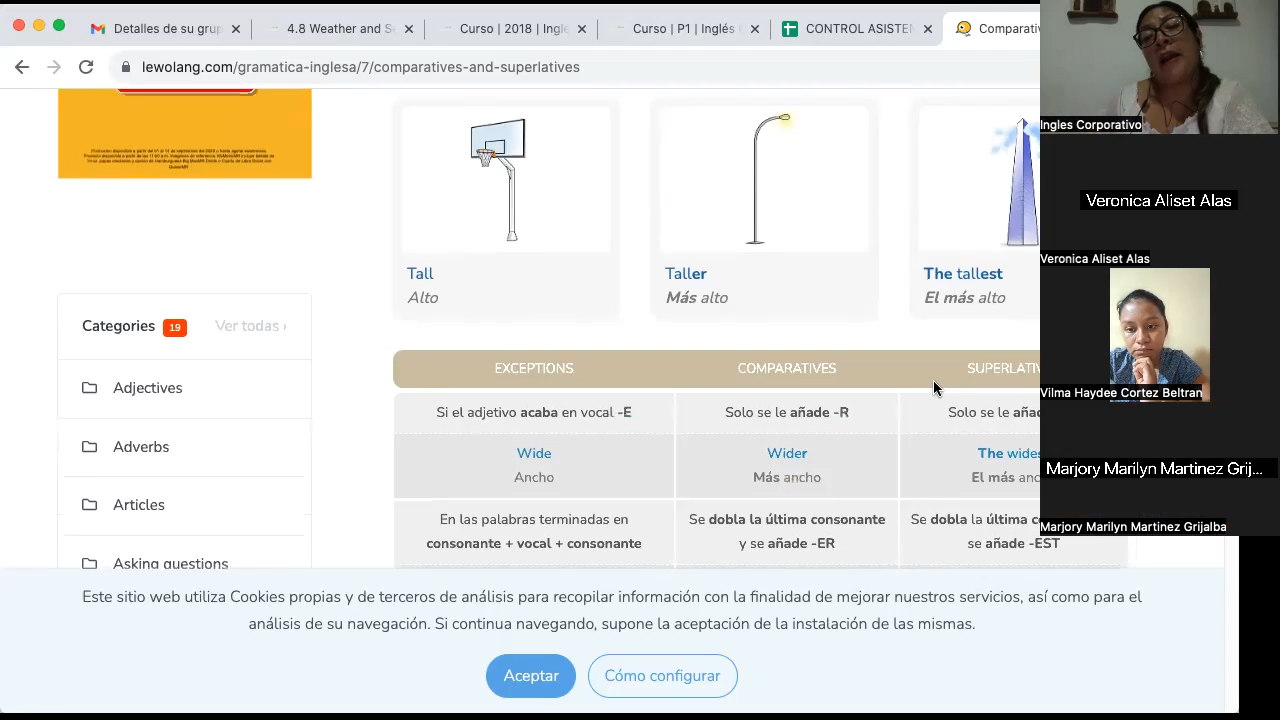 Detalles de su gru
4.8 Weather and S
Curso | 2018 | Ingle
Curso | P1 | Inglés
CONTROL ASISTEN
Comparativ
lewolang.com/gramatica-inglesa/7/comparatives-and-superlatives
Ingles Corporativo
Veronica Aliset Alas
Veronica Aliset Alas
Vilma Haydee Cortez Beltran
Marjory Marilyn Martinez Grij...
Marjory Marilyn Martinez Grijalba
Tall
Alto
Taller
Más alto
The tallest
El más alto
Categories 19 Ver todas ›
Adjectives
Adverbs
Articles
Asking questions
EXCEPTIONS COMPARATIVES SUPERLATIV
Si el adjetivo acaba en vocal -E Solo se le añade -R Solo se le aña
Wide Wider The wides
Ancho Más ancho El más anc
En las palabras terminadas en Se dobla la última consonante Se dobla la última c
consonante + vocal + consonante y se añade -ER se añade -EST
Este sitio web utiliza Cookies propias y de terceros de análisis para recopilar información con la finalidad de mejorar nuestros servicios, así como para el
análisis de su navegación. Si continua navegando, supone la aceptación de la instalación de las mismas.
Aceptar Cómo configurar